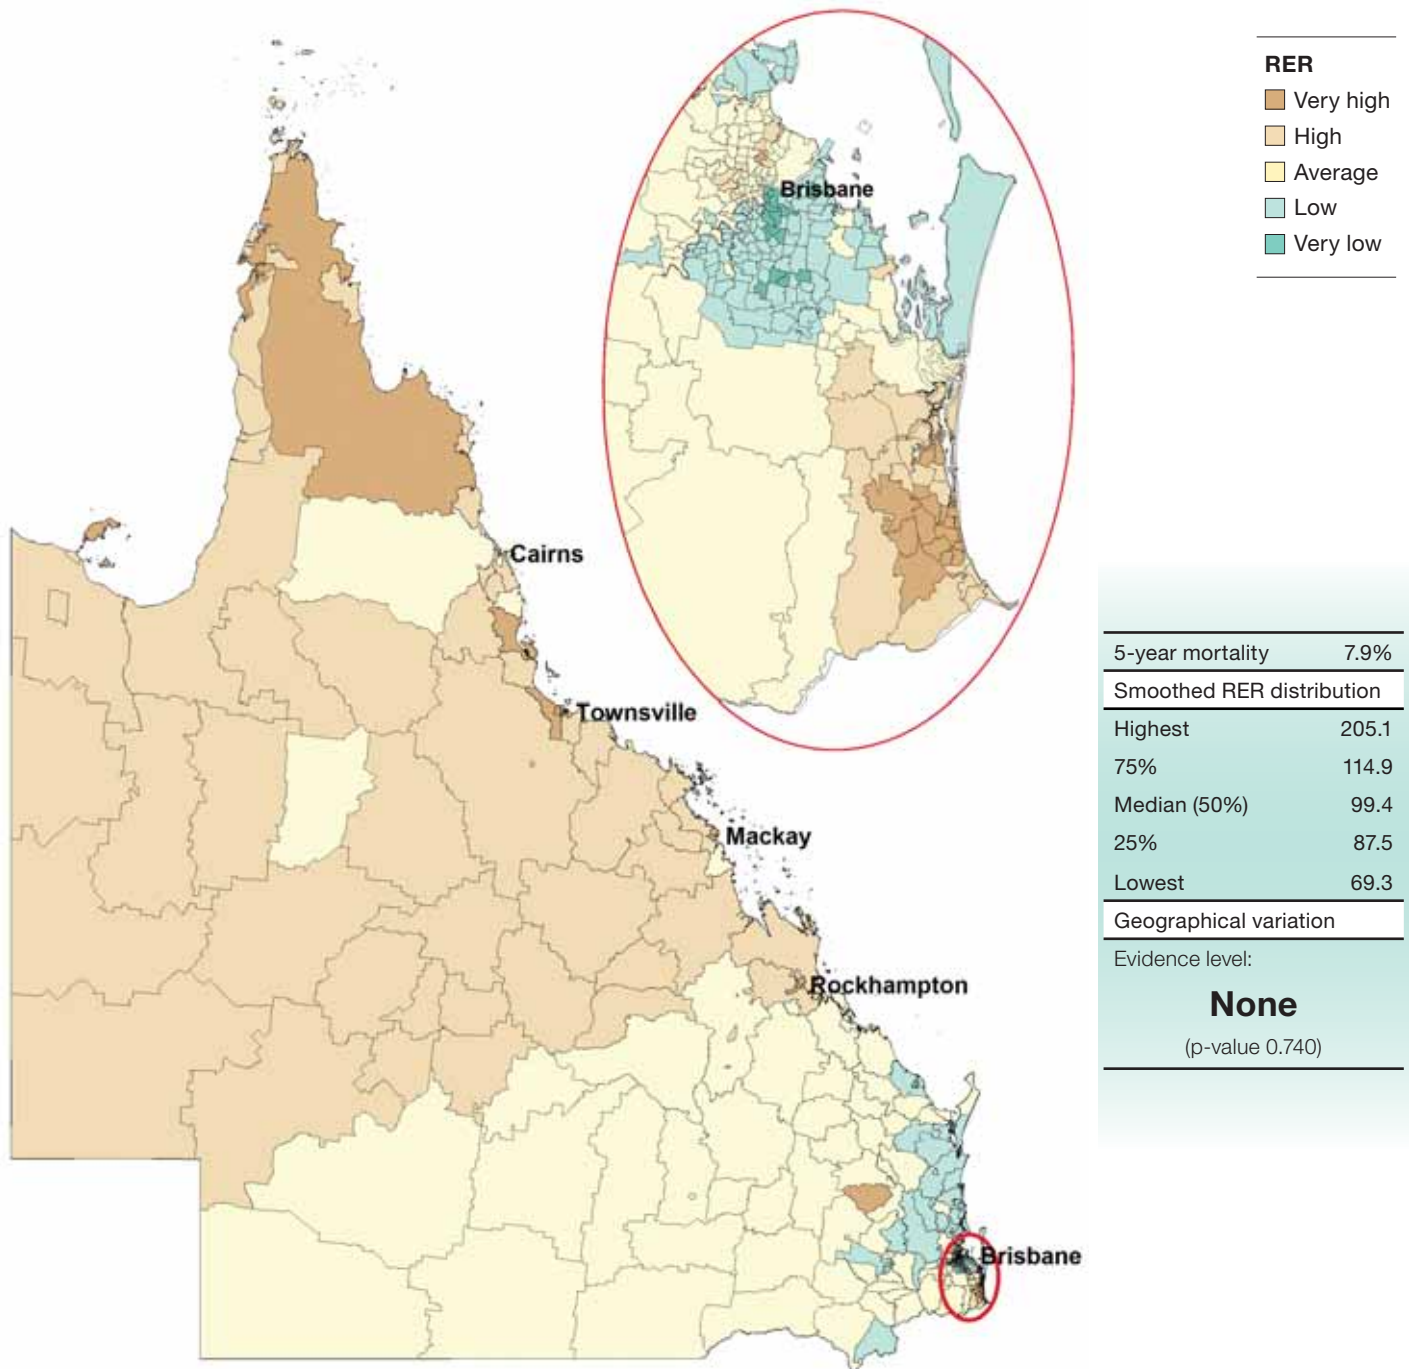 RER
Very high
High
Average
Low
Very low
Brisbane
Cairns
Townsville
Mackay
Rockhampton
Brisbane
5-year mortality 7.9%
Smoothed RER distribution
Highest 205.1
75% 114.9
Median (50%) 99.4
25% 87.5
Lowest 69.3
Geographical variation
Evidence level:
None
(p-value 0.740)